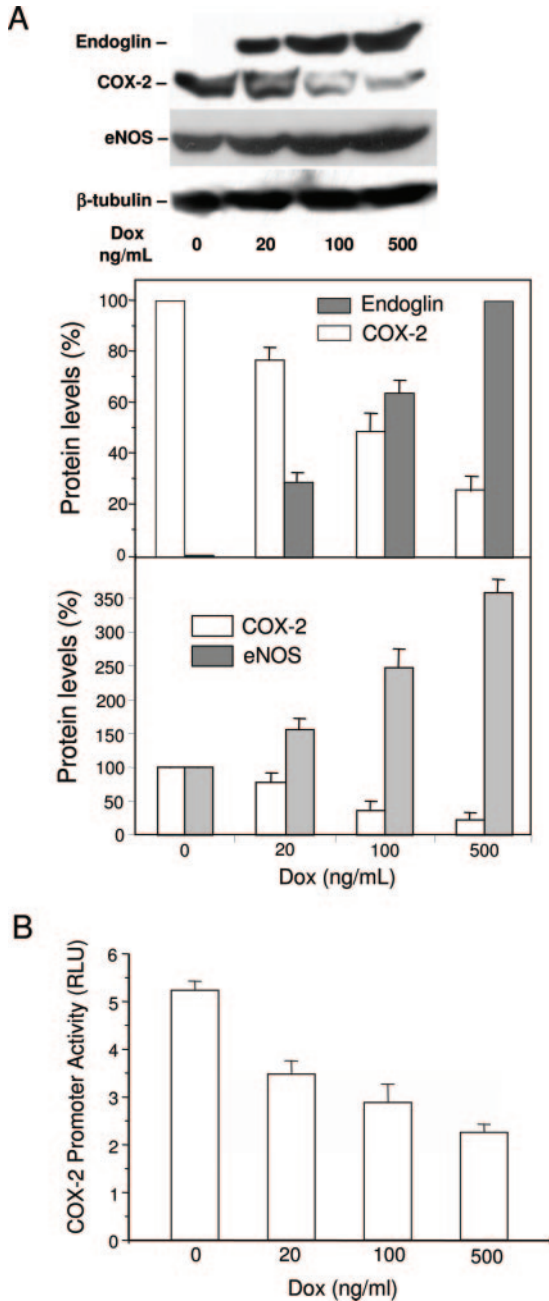 A
Endoglin –
COX-2 –
eNOS –
β-tubulin –
Dox
ng/mL
0 20 100 500
Protein levels (%)
100
80
60
40
20
0
Endoglin
COX-2
Protein levels (%)
350
300
250
200
150
100
50
0
COX-2
eNOS
0 20 100 500
Dox (ng/mL)
B
COX-2 Promoter Activity (RLU)
6
5
4
3
2
1
0
0 20 100 500
Dox (ng/ml)